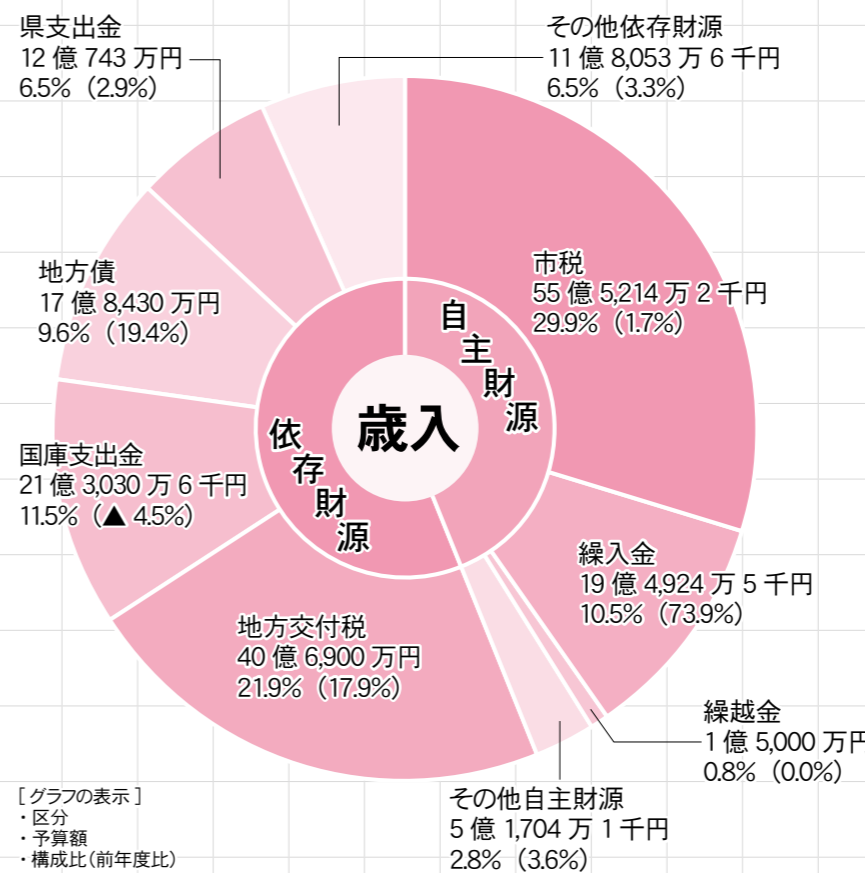 県支出金
12 億 743 万円
6.5%（2.9%）
その他依存財源
11 億 8,053 万 6 千円
6.5%（3.3%）
市税
55 億 5,214 万 2 千円
29.9%（1.7%）
地方債
17 億 8,430 万円
9.6%（19.4%）
自主財源
歳入
依存財源
国庫支出金
21 億 3,030 万 6 千円
11.5%（▲ 4.5%）
繰入金
19 億 4,924 万 5 千円
10.5%（73.9%）
地方交付税
40 億 6,900 万円
21.9%（17.9%）
繰越金
1 億 5,000 万円
0.8%（0.0%）
その他自主財源
5 億 1,704 万 1 千円
2.8%（3.6%）
［グラフの表示］
・区分
・予算額
・構成比（前年度比）